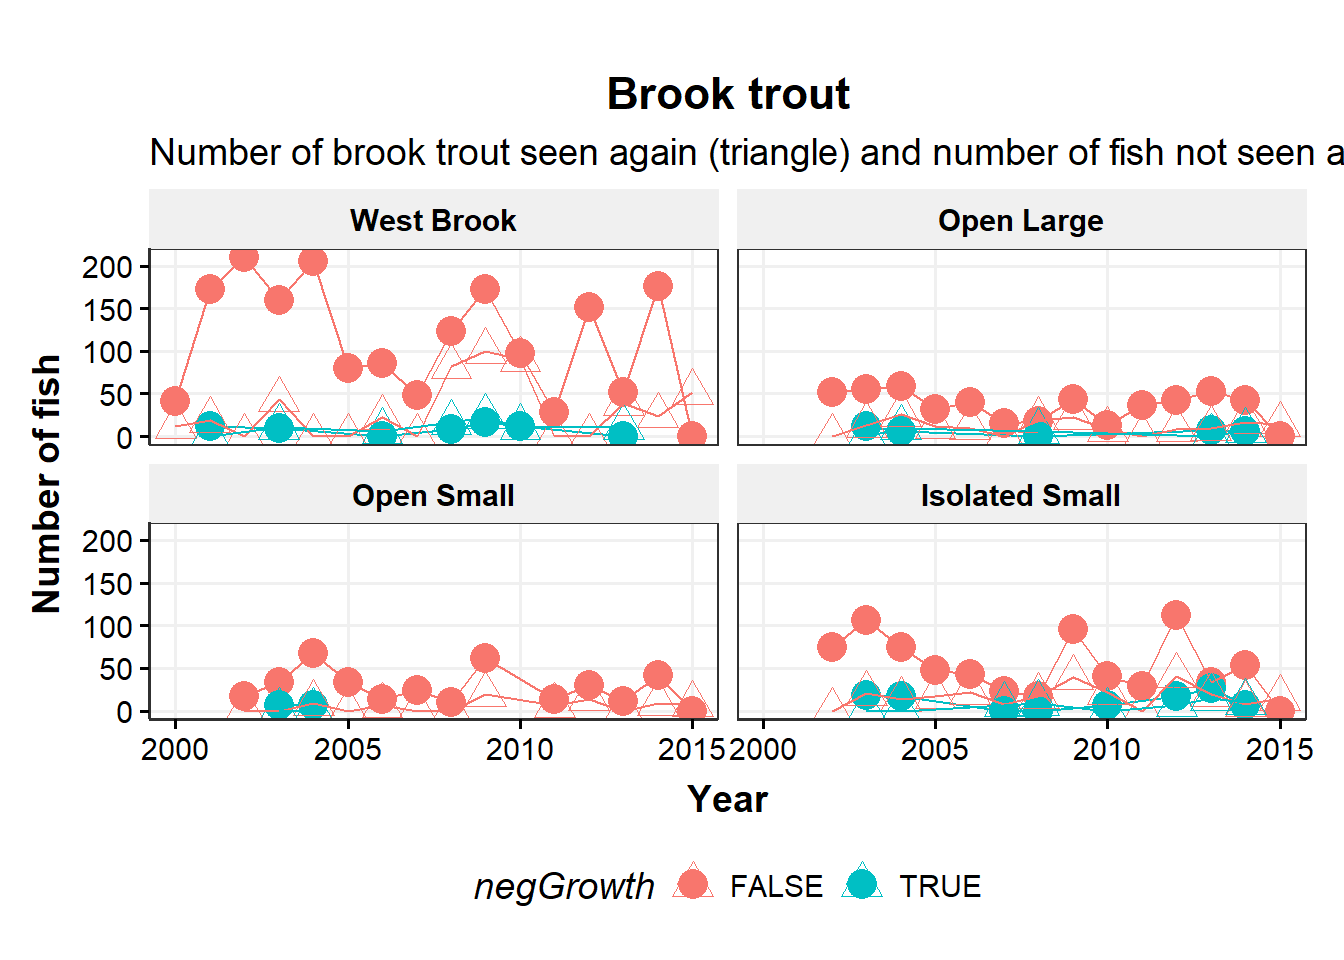 Brook trout
Number of brook trout seen again (triangle) and number of fish not seen a
West Brook
Open Large
200
150
100
50
0
Open Small
Isolated Small
200
150
100
50
0
2000 2005 2010 2015 2000 2005 2010 2015
Number of fish
Year
negGrowth FALSE TRUE